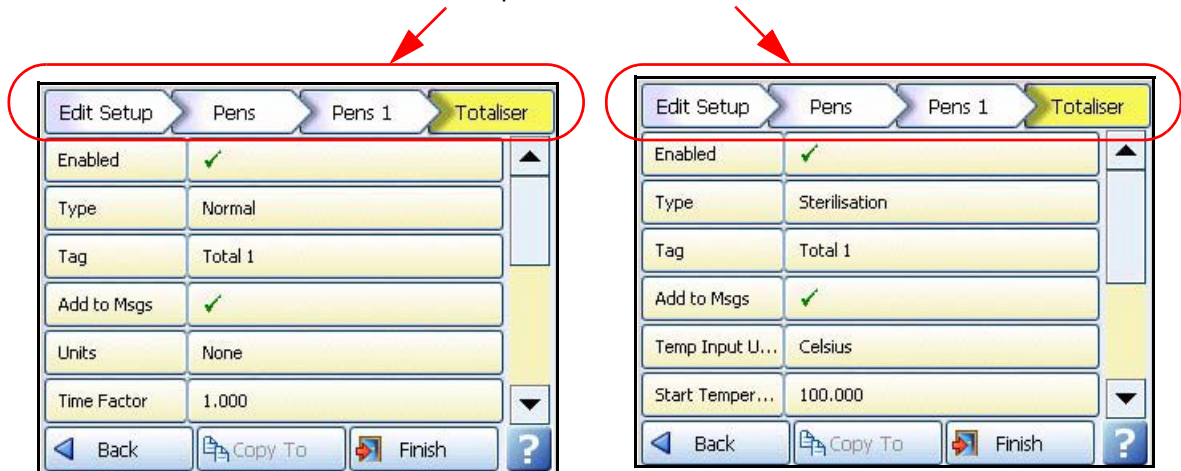 Edit Setup Pens Pens 1 Totaliser
Enabled ✓
Type Normal
Tag Total 1
Add to Msgs ✓
Units None
Time Factor 1.000
Back Copy To Finish ?
Edit Setup Pens Pens 1 Totaliser
Enabled ✓
Type Sterilisation
Tag Total 1
Add to Msgs ✓
Temp Input U... Celsius
Start Temper... 100.000
Back Copy To Finish ?